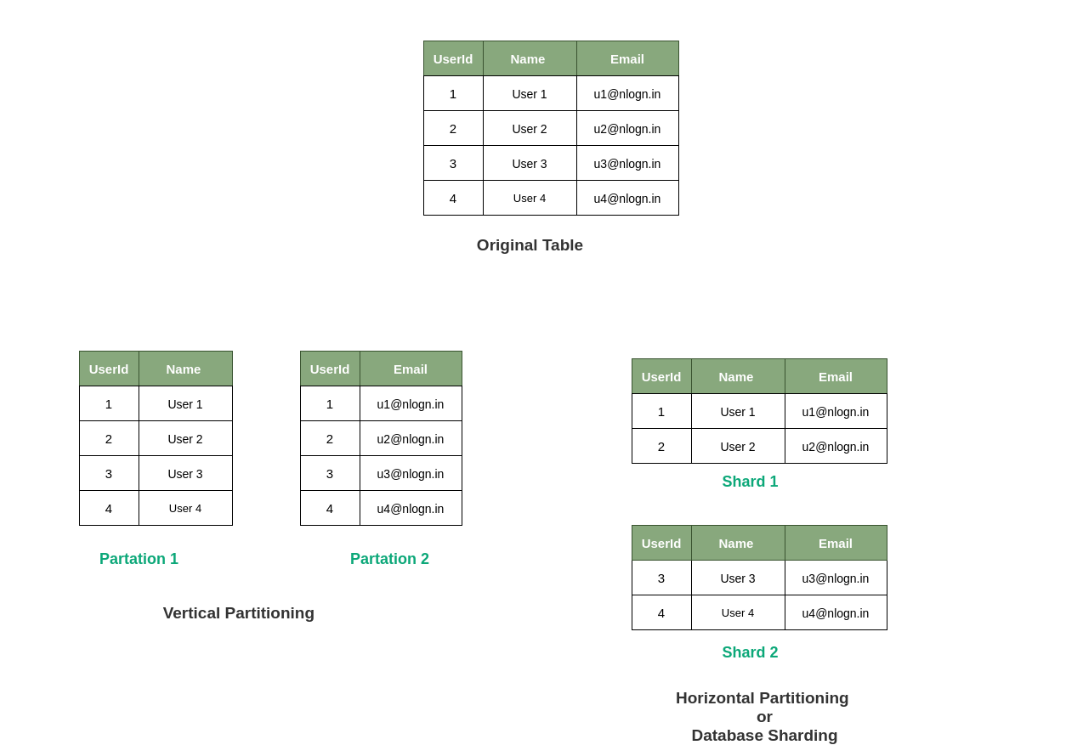 UserId Name Email
1 User 1 u1@nlogn.in
2 User 2 u2@nlogn.in
3 User 3 u3@nlogn.in
4 User 4 u4@nlogn.in
Original Table
UserId Name
1 User 1
2 User 2
3 User 3
4 User 4
Partation 1
UserId Email
1 u1@nlogn.in
2 u2@nlogn.in
3 u3@nlogn.in
4 u4@nlogn.in
Partation 2
Vertical Partitioning
UserId Name Email
1 User 1 u1@nlogn.in
2 User 2 u2@nlogn.in
Shard 1
UserId Name Email
3 User 3 u3@nlogn.in
4 User 4 u4@nlogn.in
Shard 2
Horizontal Partitioning
or
Database Sharding